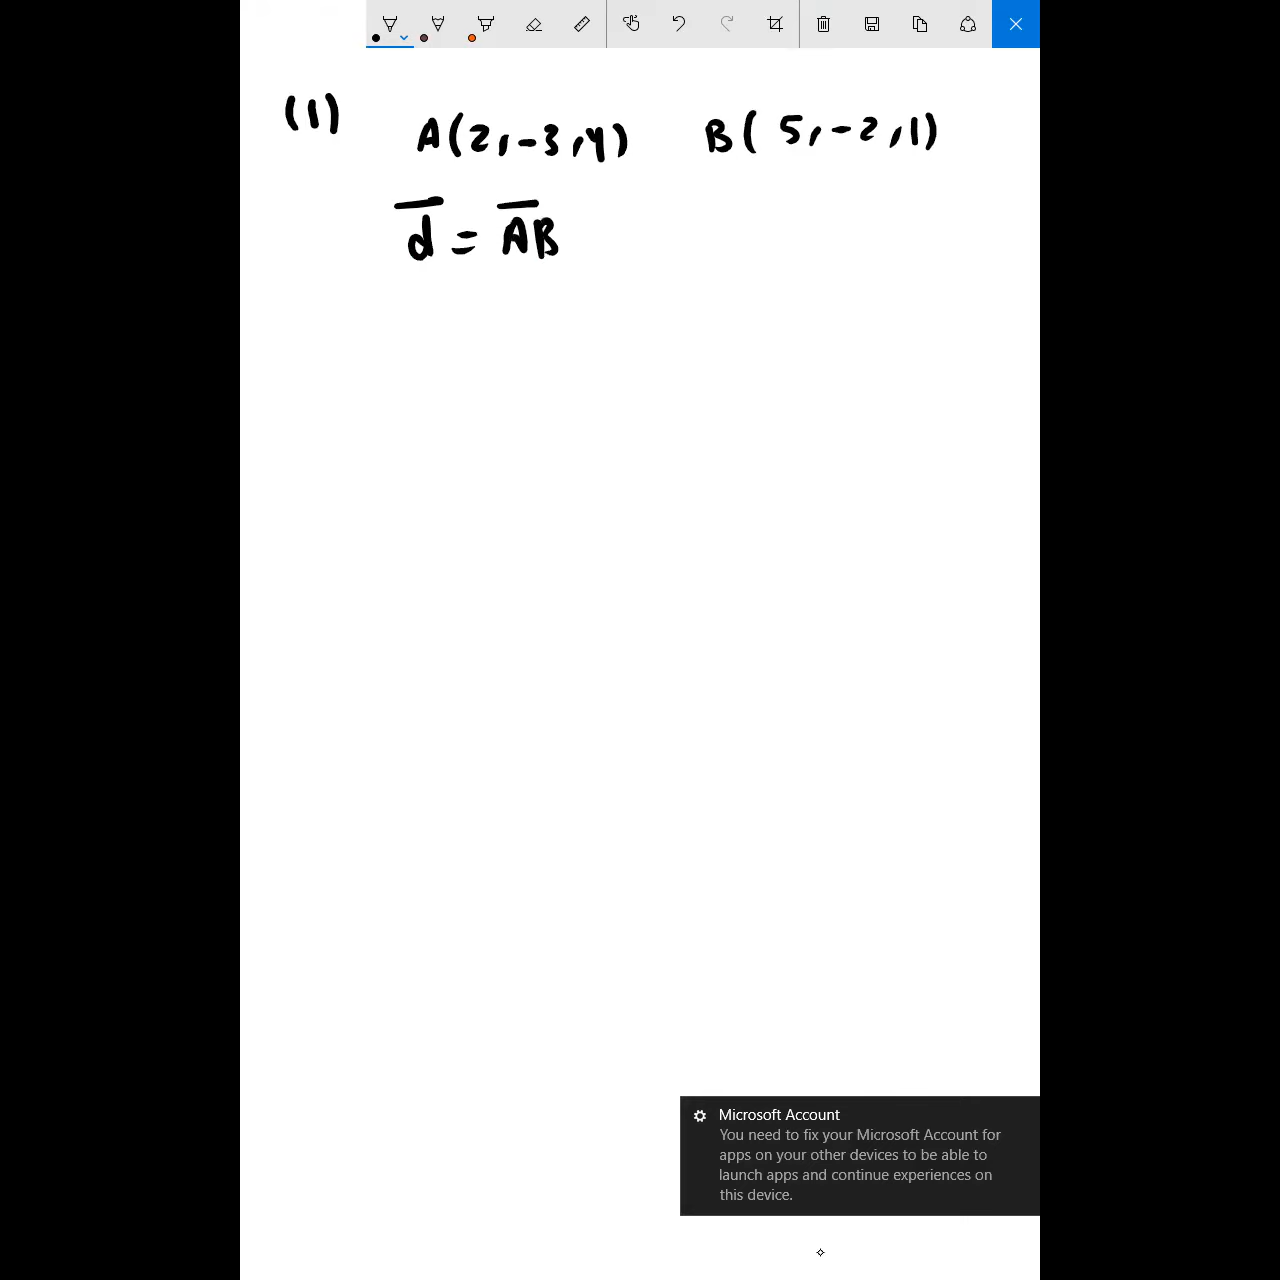 (1) A(2,-3,4) B(5,-2,1)
d̅ = A̅B
Microsoft Account
You need to fix your Microsoft Account for
apps on your other devices to be able to
launch apps and continue experiences on
this device.